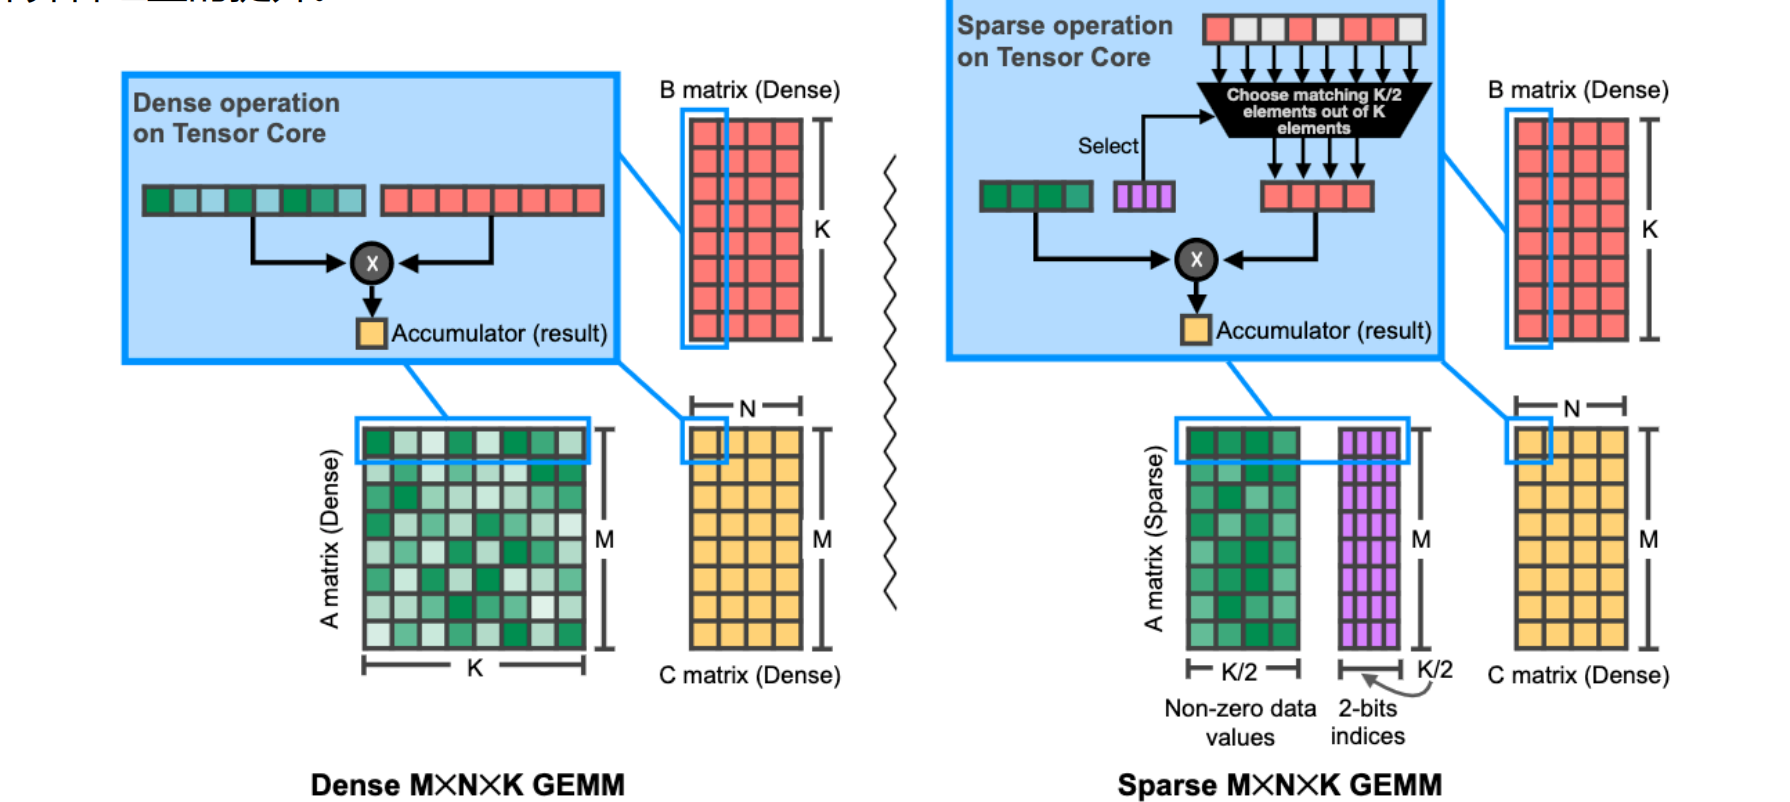 Dense operation
on Tensor Core
B matrix (Dense)
K
X
Accumulator (result)
A matrix (Dense)
M
K
N
M
C matrix (Dense)
Dense M×N×K GEMM
Sparse operation
on Tensor Core
Choose matching K/2
elements out of K
elements
Select
B matrix (Dense)
K
X
Accumulator (result)
A matrix (Sparse)
M
K/2
K/2
Non-zero data
values
2-bits
indices
N
M
C matrix (Dense)
Sparse M×N×K GEMM